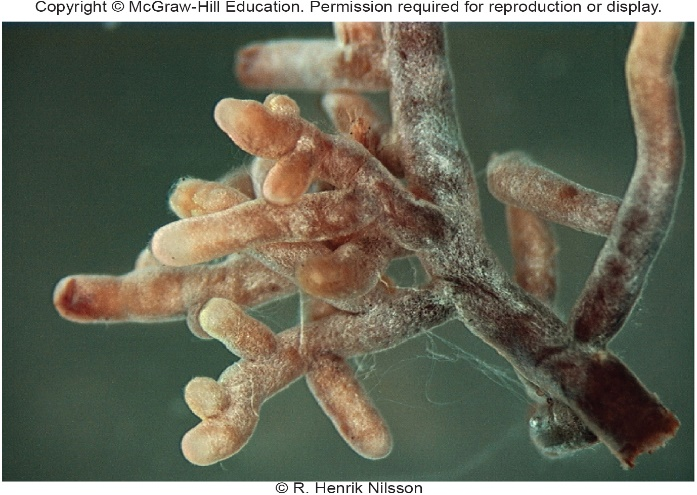 Copyright © McGraw-Hill Education. Permission required for reproduction or display.
© R. Henrik Nilsson